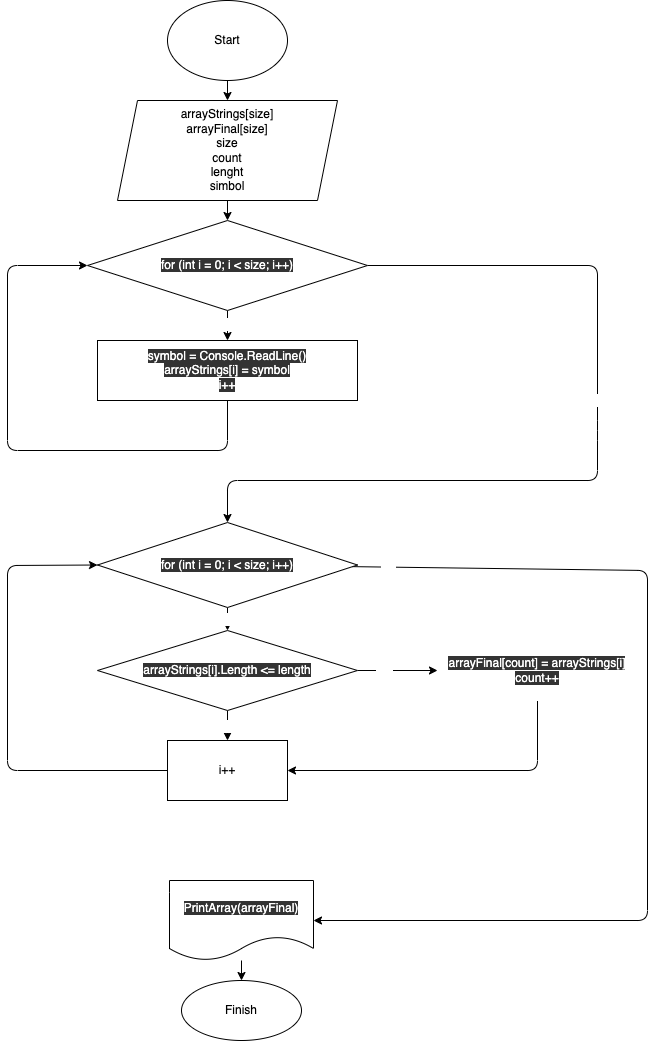 Start
arrayStrings[size]
arrayFinal[size]
size
count
lenght
simbol
for (int i = 0; i < size; i++)
symbol = Console.ReadLine()
arrayStrings[i] = symbol
i++
for (int i = 0; i < size; i++)
arrayStrings[i].Length <= length
arrayFinal[count] = arrayStrings[i]
count++
i++
PrintArray(arrayFinal)
Finish